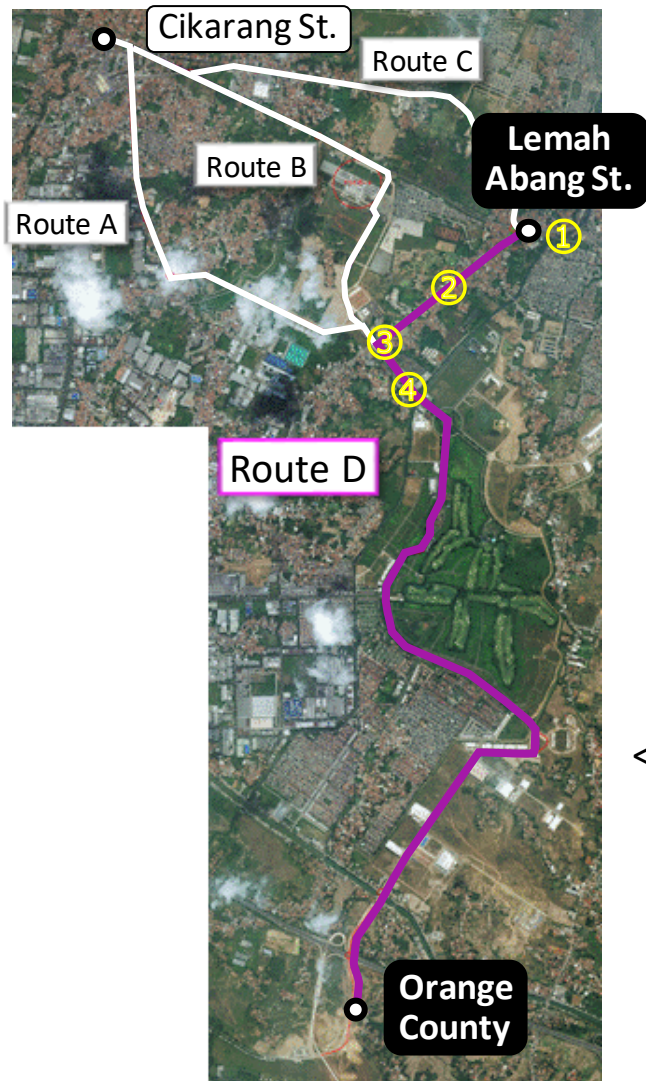 Cikarang St.
Route C
Lemah
Abang St.
Route B
Route A
①
②
③
④
Route D
<
Orange
County